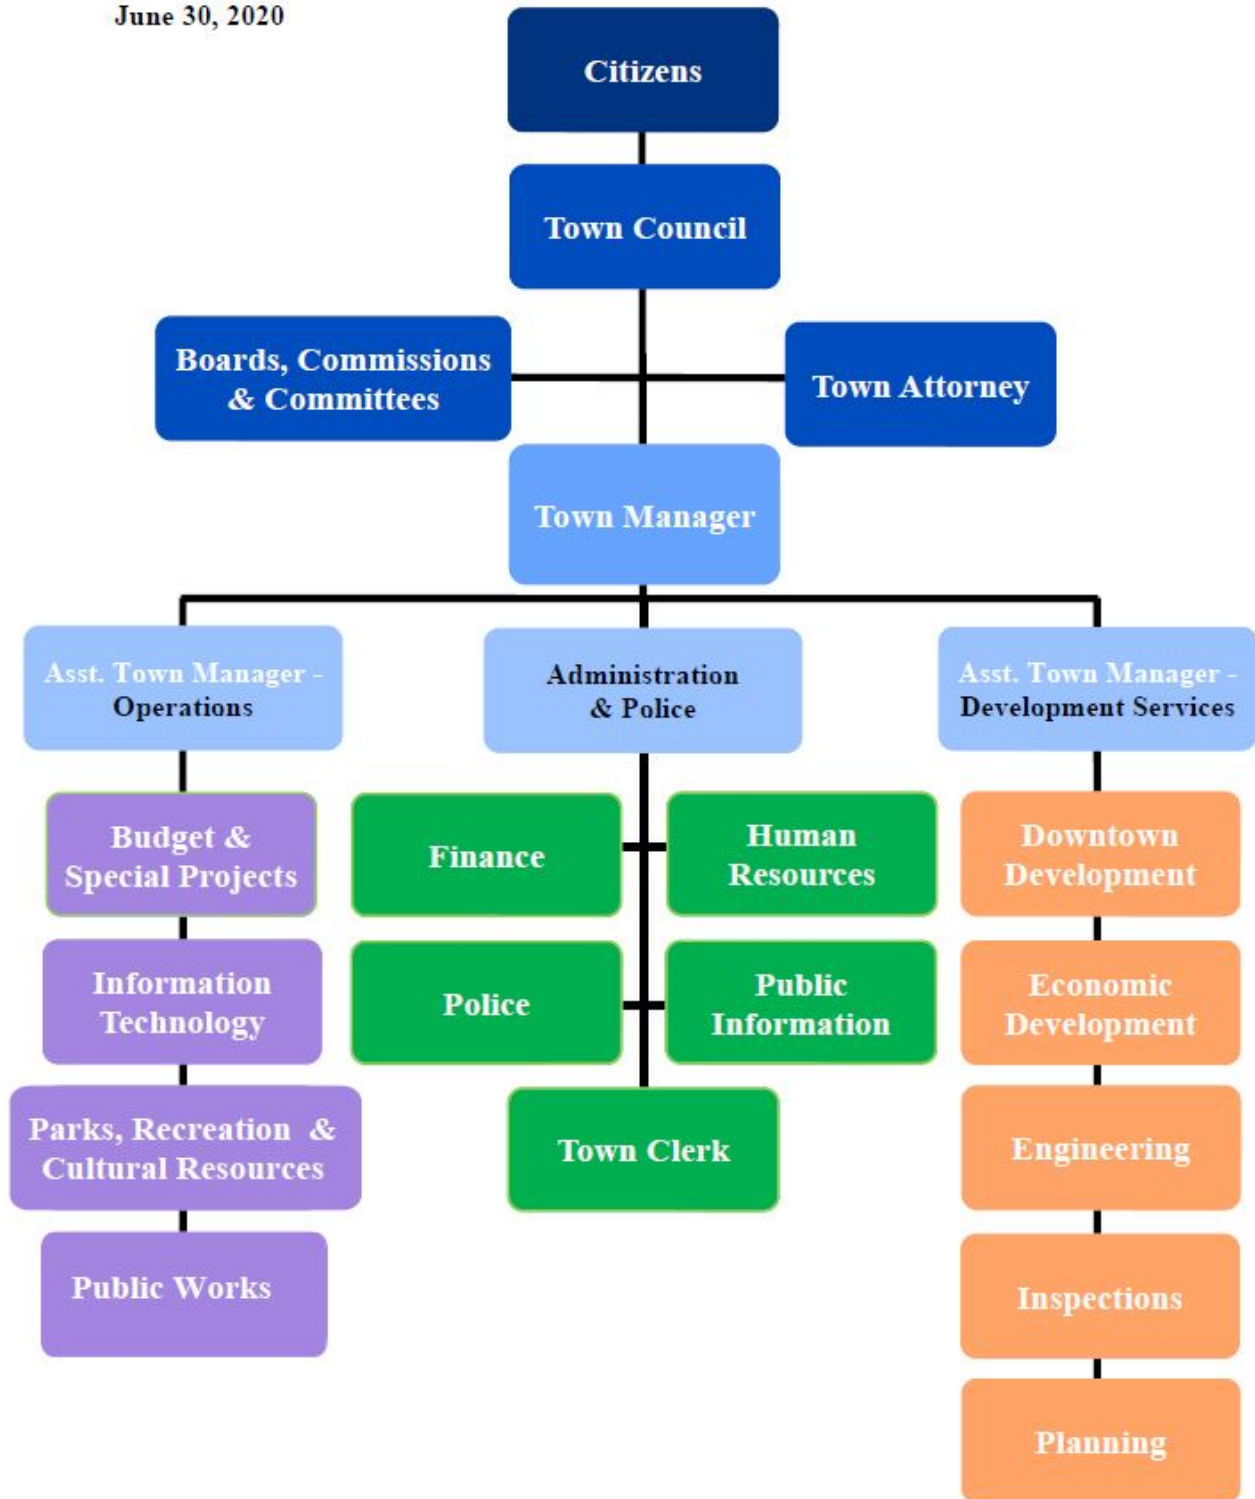 June 30, 2020
Citizens
Town Council
Boards, Commissions
& Committees
Town Attorney
Town Manager
Asst. Town Manager -
Operations
Administration
& Police
Asst. Town Manager -
Development Services
Budget &
Special Projects
Finance
Human
Resources
Downtown
Development
Information
Technology
Police
Public
Information
Economic
Development
Parks, Recreation &
Cultural Resources
Town Clerk
Engineering
Public Works
Inspections
Planning